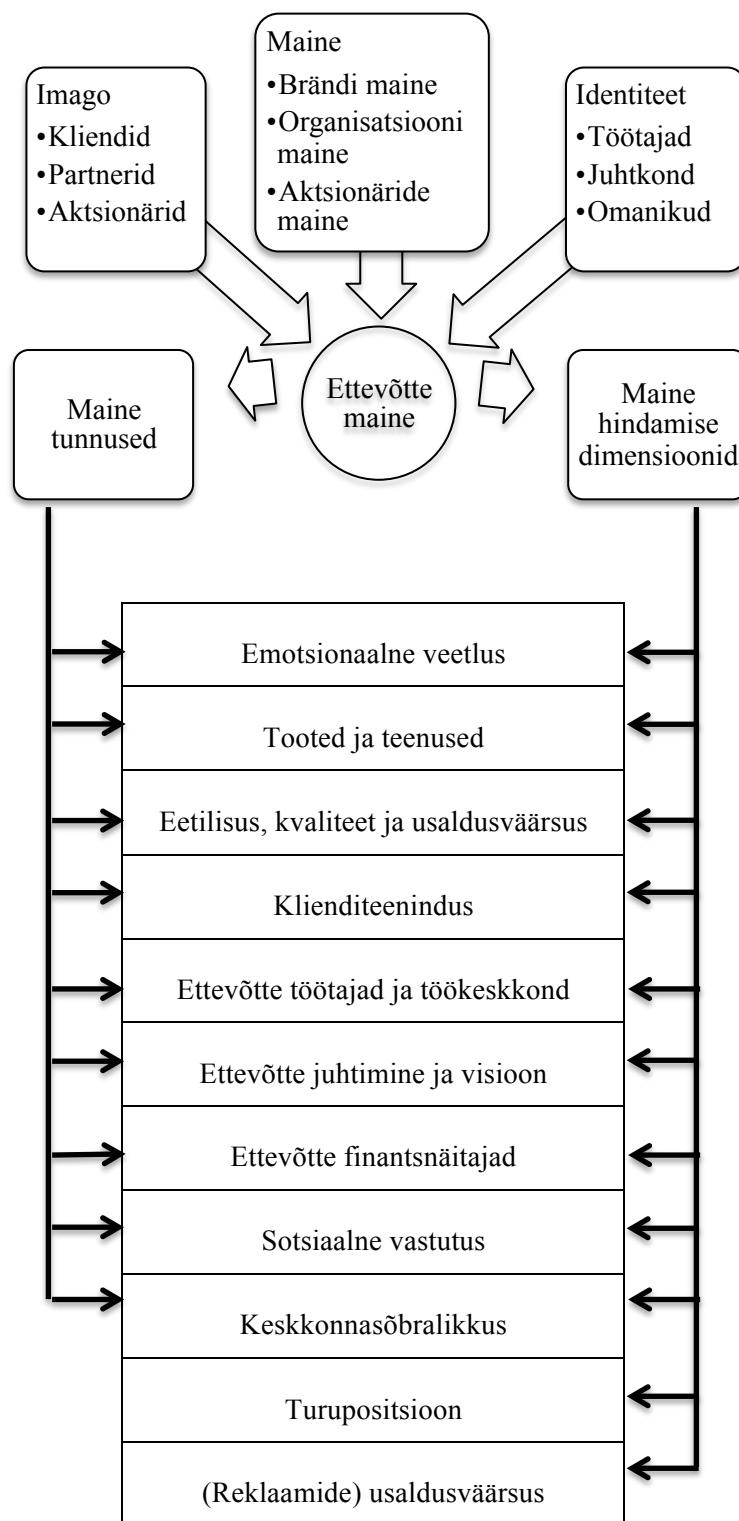 Imago
•Kliendid
•Partnerid
•Aktsionärid
Maine
•Brändi maine
•Organisatsiooni
maine
•Aktsionäride
maine
Identiteet
•Töötajad
•Juhtkond
•Omanikud
Maine
tunnused
Ettevõtte
maine
Maine
hindamise
dimensioonid
Emotsionaalne veetlus
Tooted ja teenused
Eetilisus, kvaliteet ja usaldusväärsus
Klienditeenindus
Ettevõtte töötajad ja töökeskkond
Ettevõtte juhtimine ja visioon
Ettevõtte finantsnäitajad
Sotsiaalne vastutus
Keskkonnasõbralikkus
Turupositsioon
(Reklaamide) usaldusväärsus